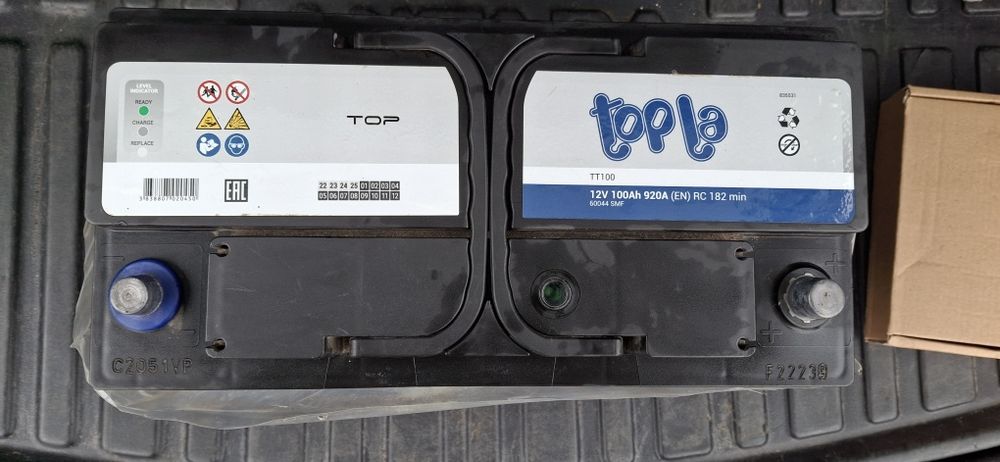 LEVEL
INDICATOR
READY
CHARGE
REPLACE
TOP
EAC
22 23 24 25 01 02 03 04
05 06 07 08 09 10 11 12
3838807020450
topla
TT100
12V 100Ah 920A (EN) RC 182 min
60044 SMF
C2051VP
F22239